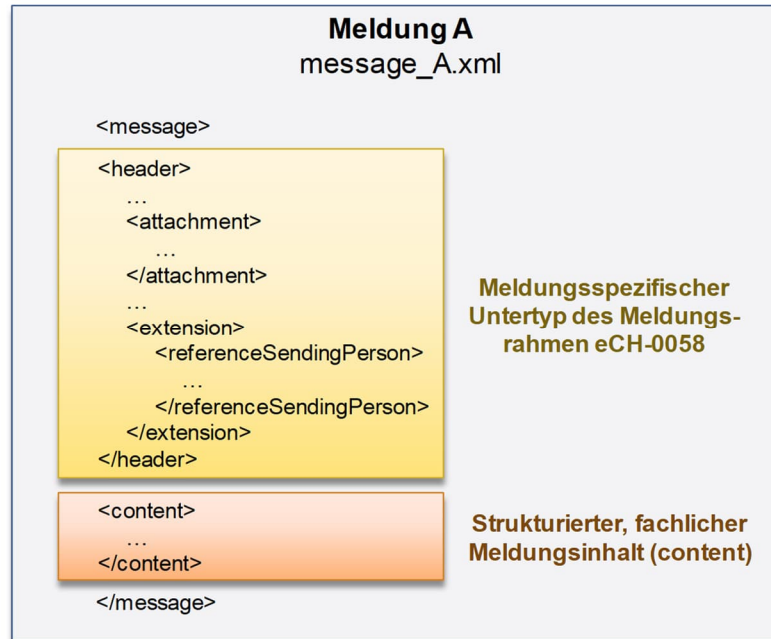 Meldung A
message_A.xml
<message>
<header>
…
<attachment>
…
</attachment>
…
<extension>
<referenceSendingPerson>
…
</referenceSendingPerson>
</extension>
</header>
Meldungsspezifischer
Untertyp des Meldungs-
rahmen eCH-0058
<content>
…
</content>
Strukturierter, fachlicher
Meldungsinhalt (content)
</message>